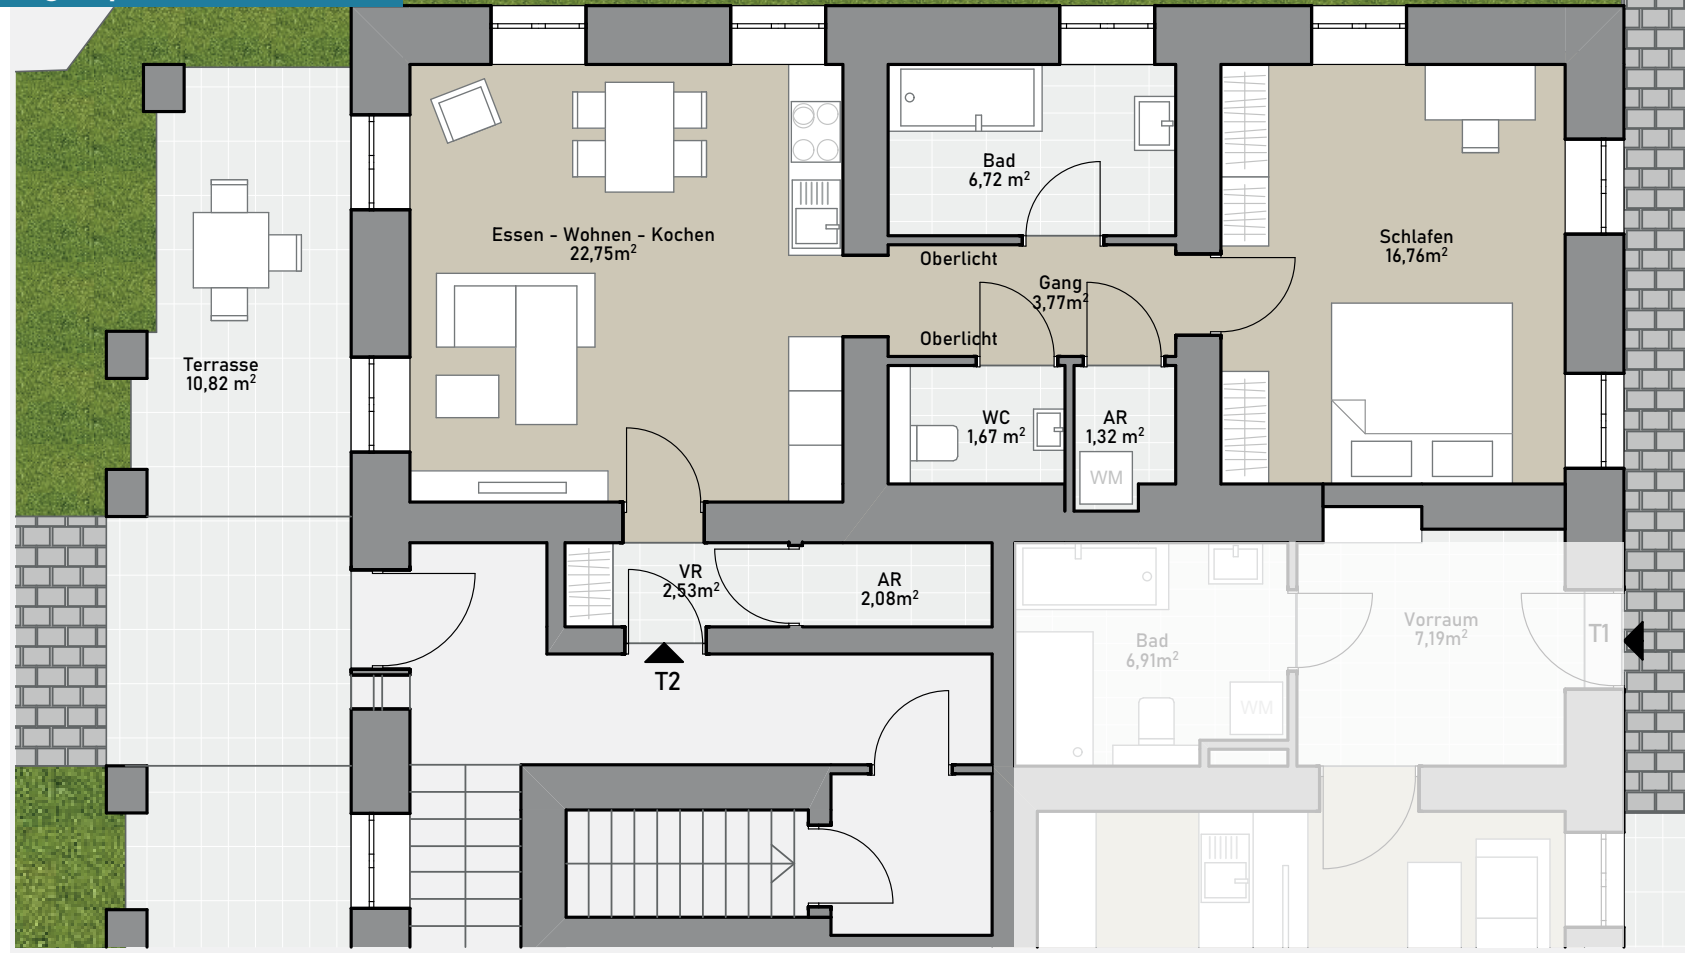 Bad
6,72 m²
Essen - Wohnen - Kochen
22,75m²
Schlafen
16,76m²
Oberlicht
Gang
3,77m²
Oberlicht
Terrasse
10,82 m²
WC
1,67 m²
AR
1,32 m²
WM
VR
2,53m²
AR
2,08m²
T2
Bad
6,91m²
Vorraum
7,19m²
T1
WM